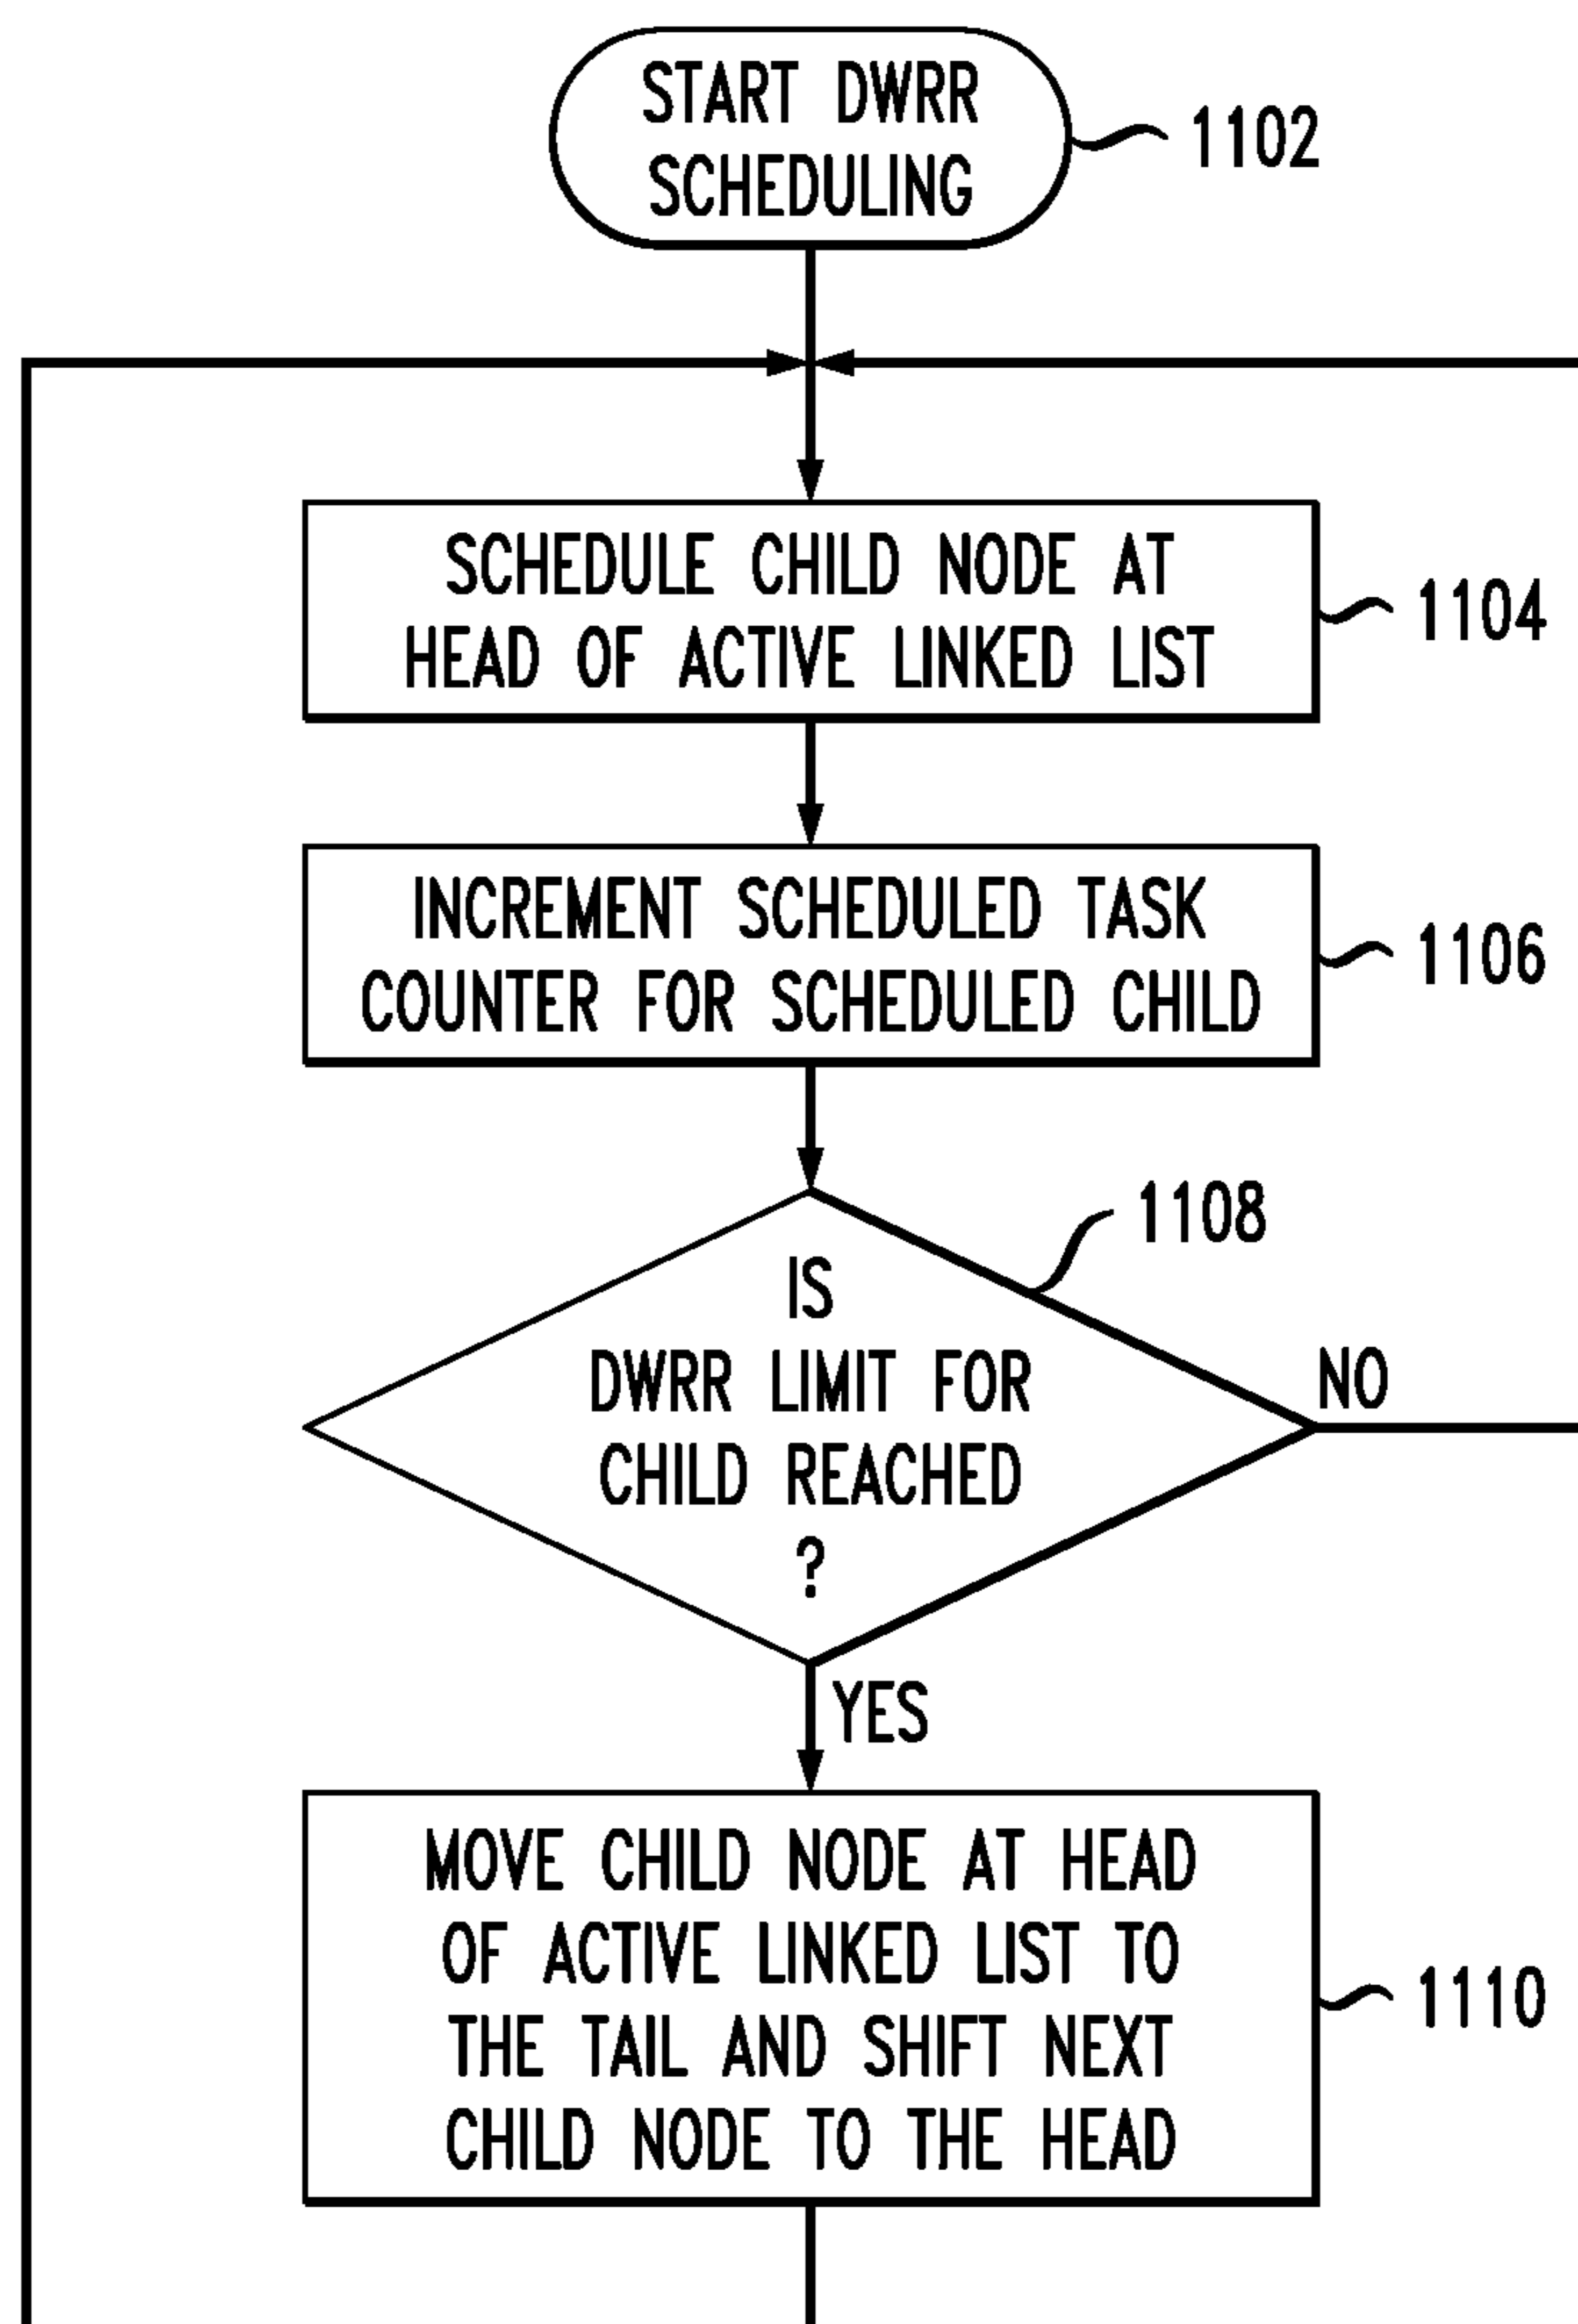 START DWRR
SCHEDULING
1102
SCHEDULE CHILD NODE AT
HEAD OF ACTIVE LINKED LIST
1104
INCREMENT SCHEDULED TASK
COUNTER FOR SCHEDULED CHILD
1106
1108
IS
DWRR LIMIT FOR
CHILD REACHED
?
NO
YES
MOVE CHILD NODE AT HEAD
OF ACTIVE LINKED LIST TO
THE TAIL AND SHIFT NEXT
CHILD NODE TO THE HEAD
1110